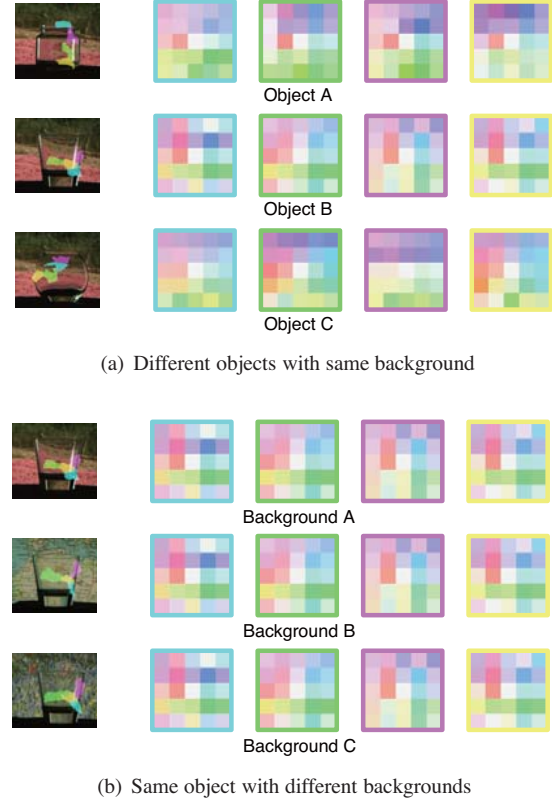 Object A
Object B
Object C
(a) Different objects with same background
Background A
Background B
Background C
(b) Same object with different backgrounds